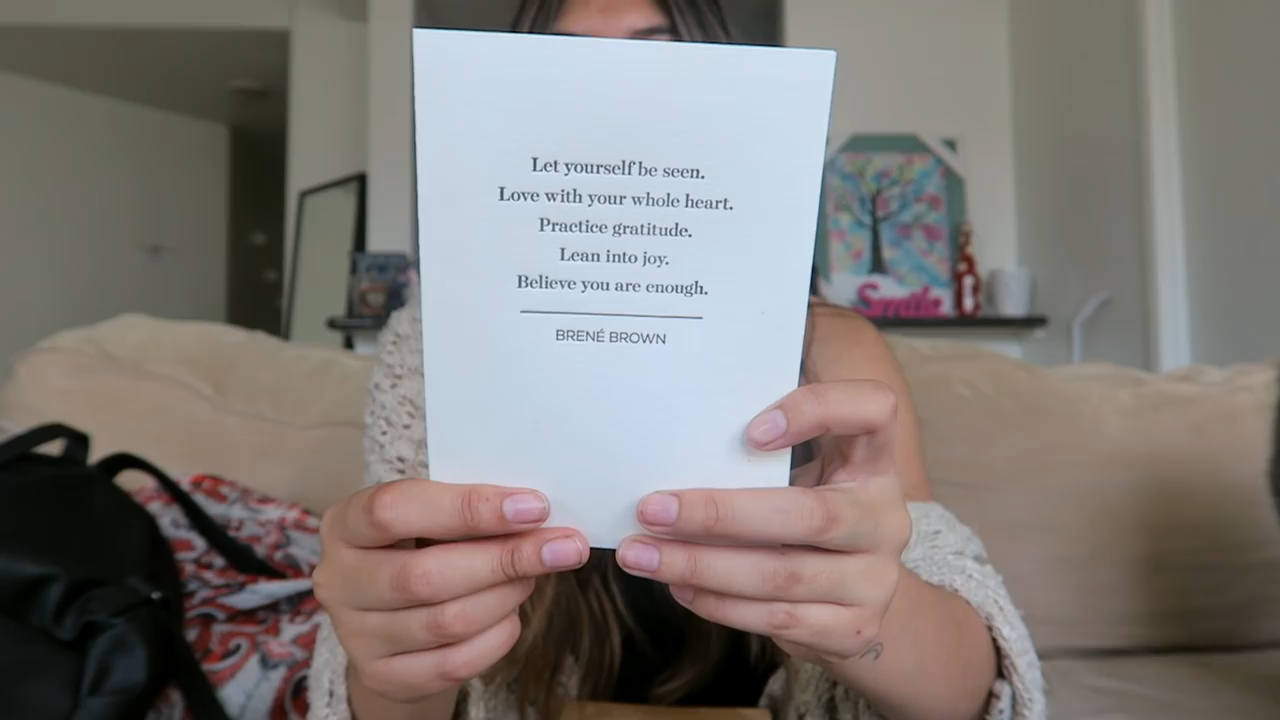 Let yourself be seen.
Love with your whole heart.
Practice gratitude.
Lean into joy.
Believe you are enough.
BRENÉ BROWN
Smile